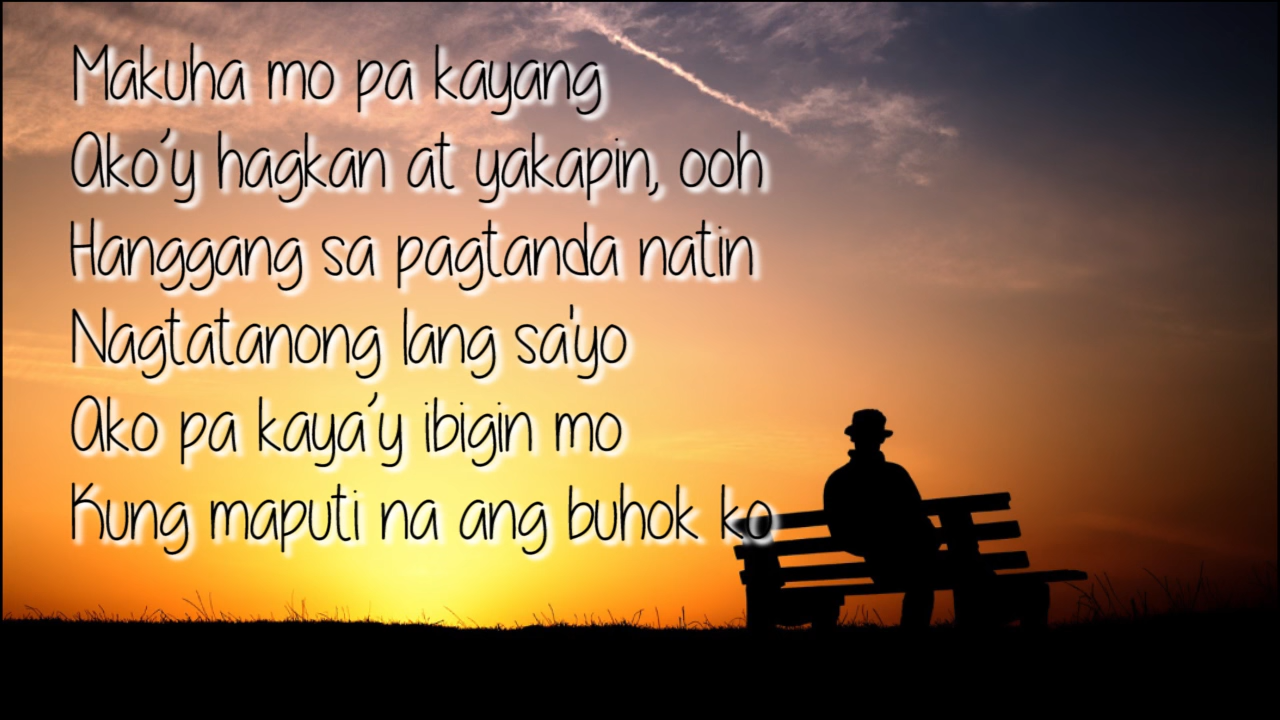 Makuha mo pa kayang
Ako'y hagkan at yakapin, ooh
Hanggang sa pagtanda natin
Nagtatanong lang sa'yo
Ako pa kaya'y ibigin mo
Kung maputi na ang buhok ko